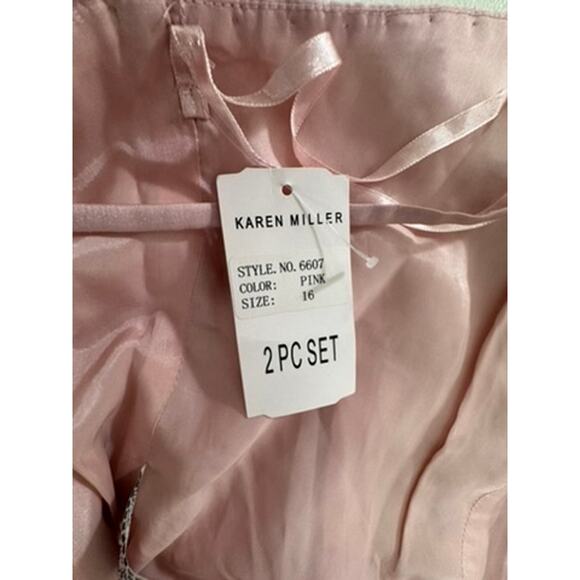 KAREN MILLER
STYLE. NO. 6607
COLOR: PINK
SIZE: 16
2 PC SET